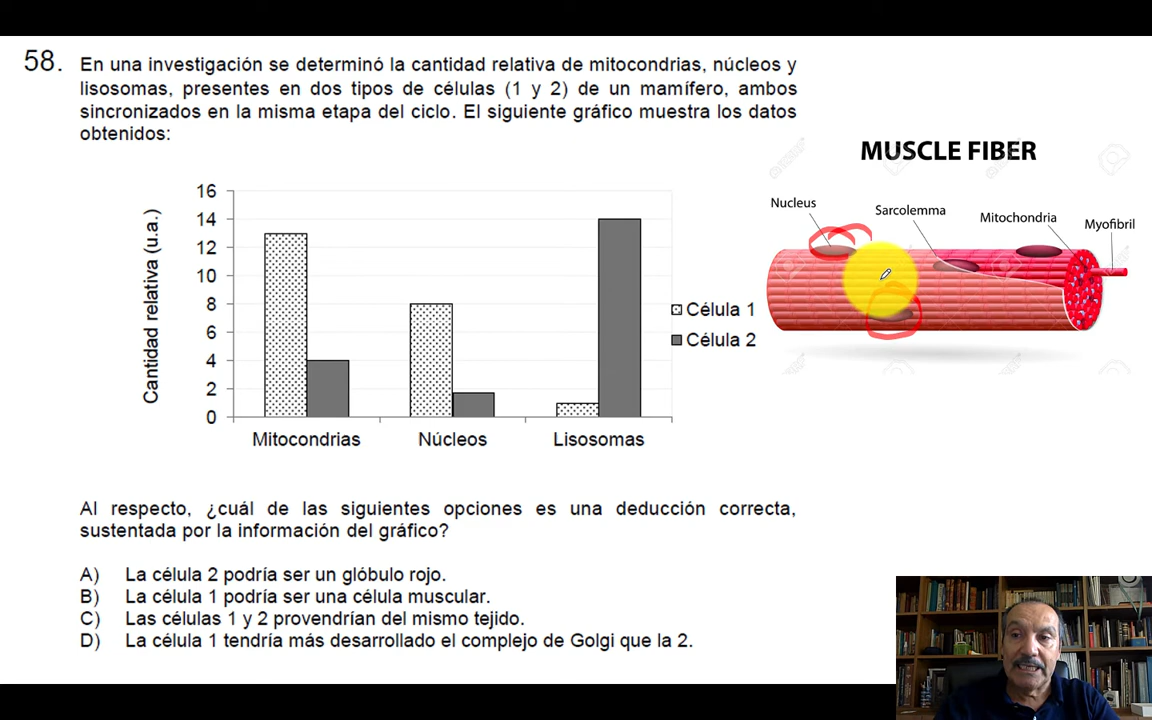 58. En una investigación se determinó la cantidad relativa de mitocondrias, núcleos y
lisosomas, presentes en dos tipos de células (1 y 2) de un mamífero, ambos
sincronizados en la misma etapa del ciclo. El siguiente gráfico muestra los datos
obtenidos:
Cantidad relativa (u.a.)
16
14
12
10
8
6
4
2
0
Mitocondrias Núcleos Lisosomas
Célula 1
Célula 2
MUSCLE FIBER
Nucleus
Sarcolemma
Mitochondria
Myofibril
Al respecto, ¿cuál de las siguientes opciones es una deducción correcta,
sustentada por la información del gráfico?
A) La célula 2 podría ser un glóbulo rojo.
B) La célula 1 podría ser una célula muscular.
C) Las células 1 y 2 provendrían del mismo tejido.
D) La célula 1 tendría más desarrollado el complejo de Golgi que la 2.